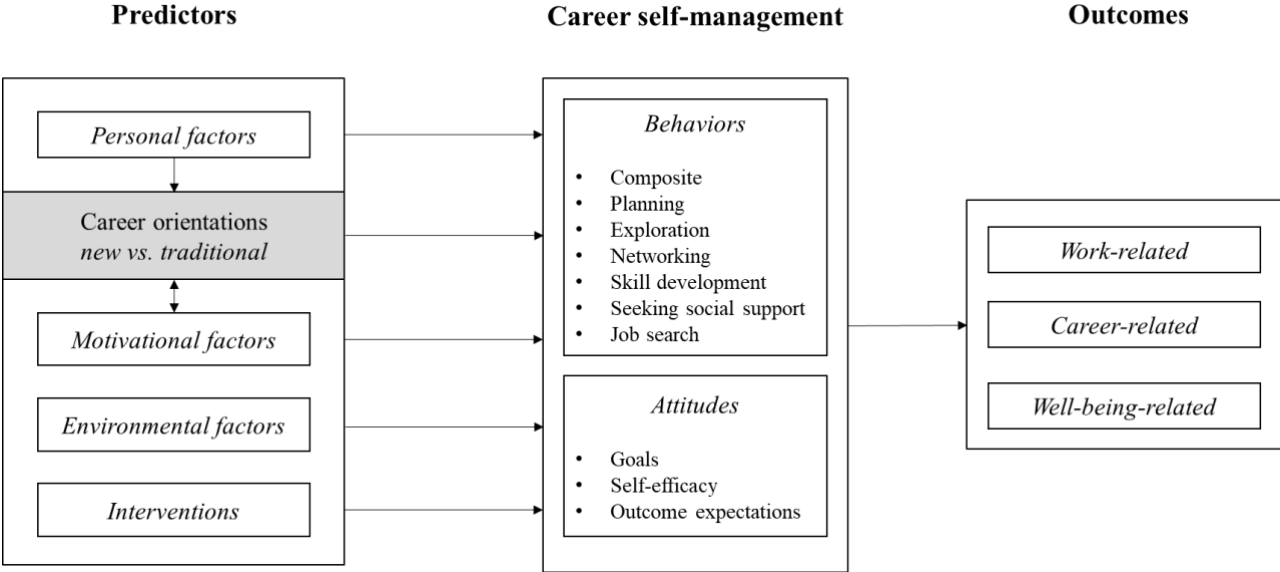 Predictors
Career self-management
Outcomes
Personal factors
Career orientations
new vs. traditional
Motivational factors
Environmental factors
Interventions
Behaviors
• Composite
• Planning
• Exploration
• Networking
• Skill development
• Seeking social support
• Job search
Attitudes
• Goals
• Self-efficacy
• Outcome expectations
Work-related
Career-related
Well-being-related